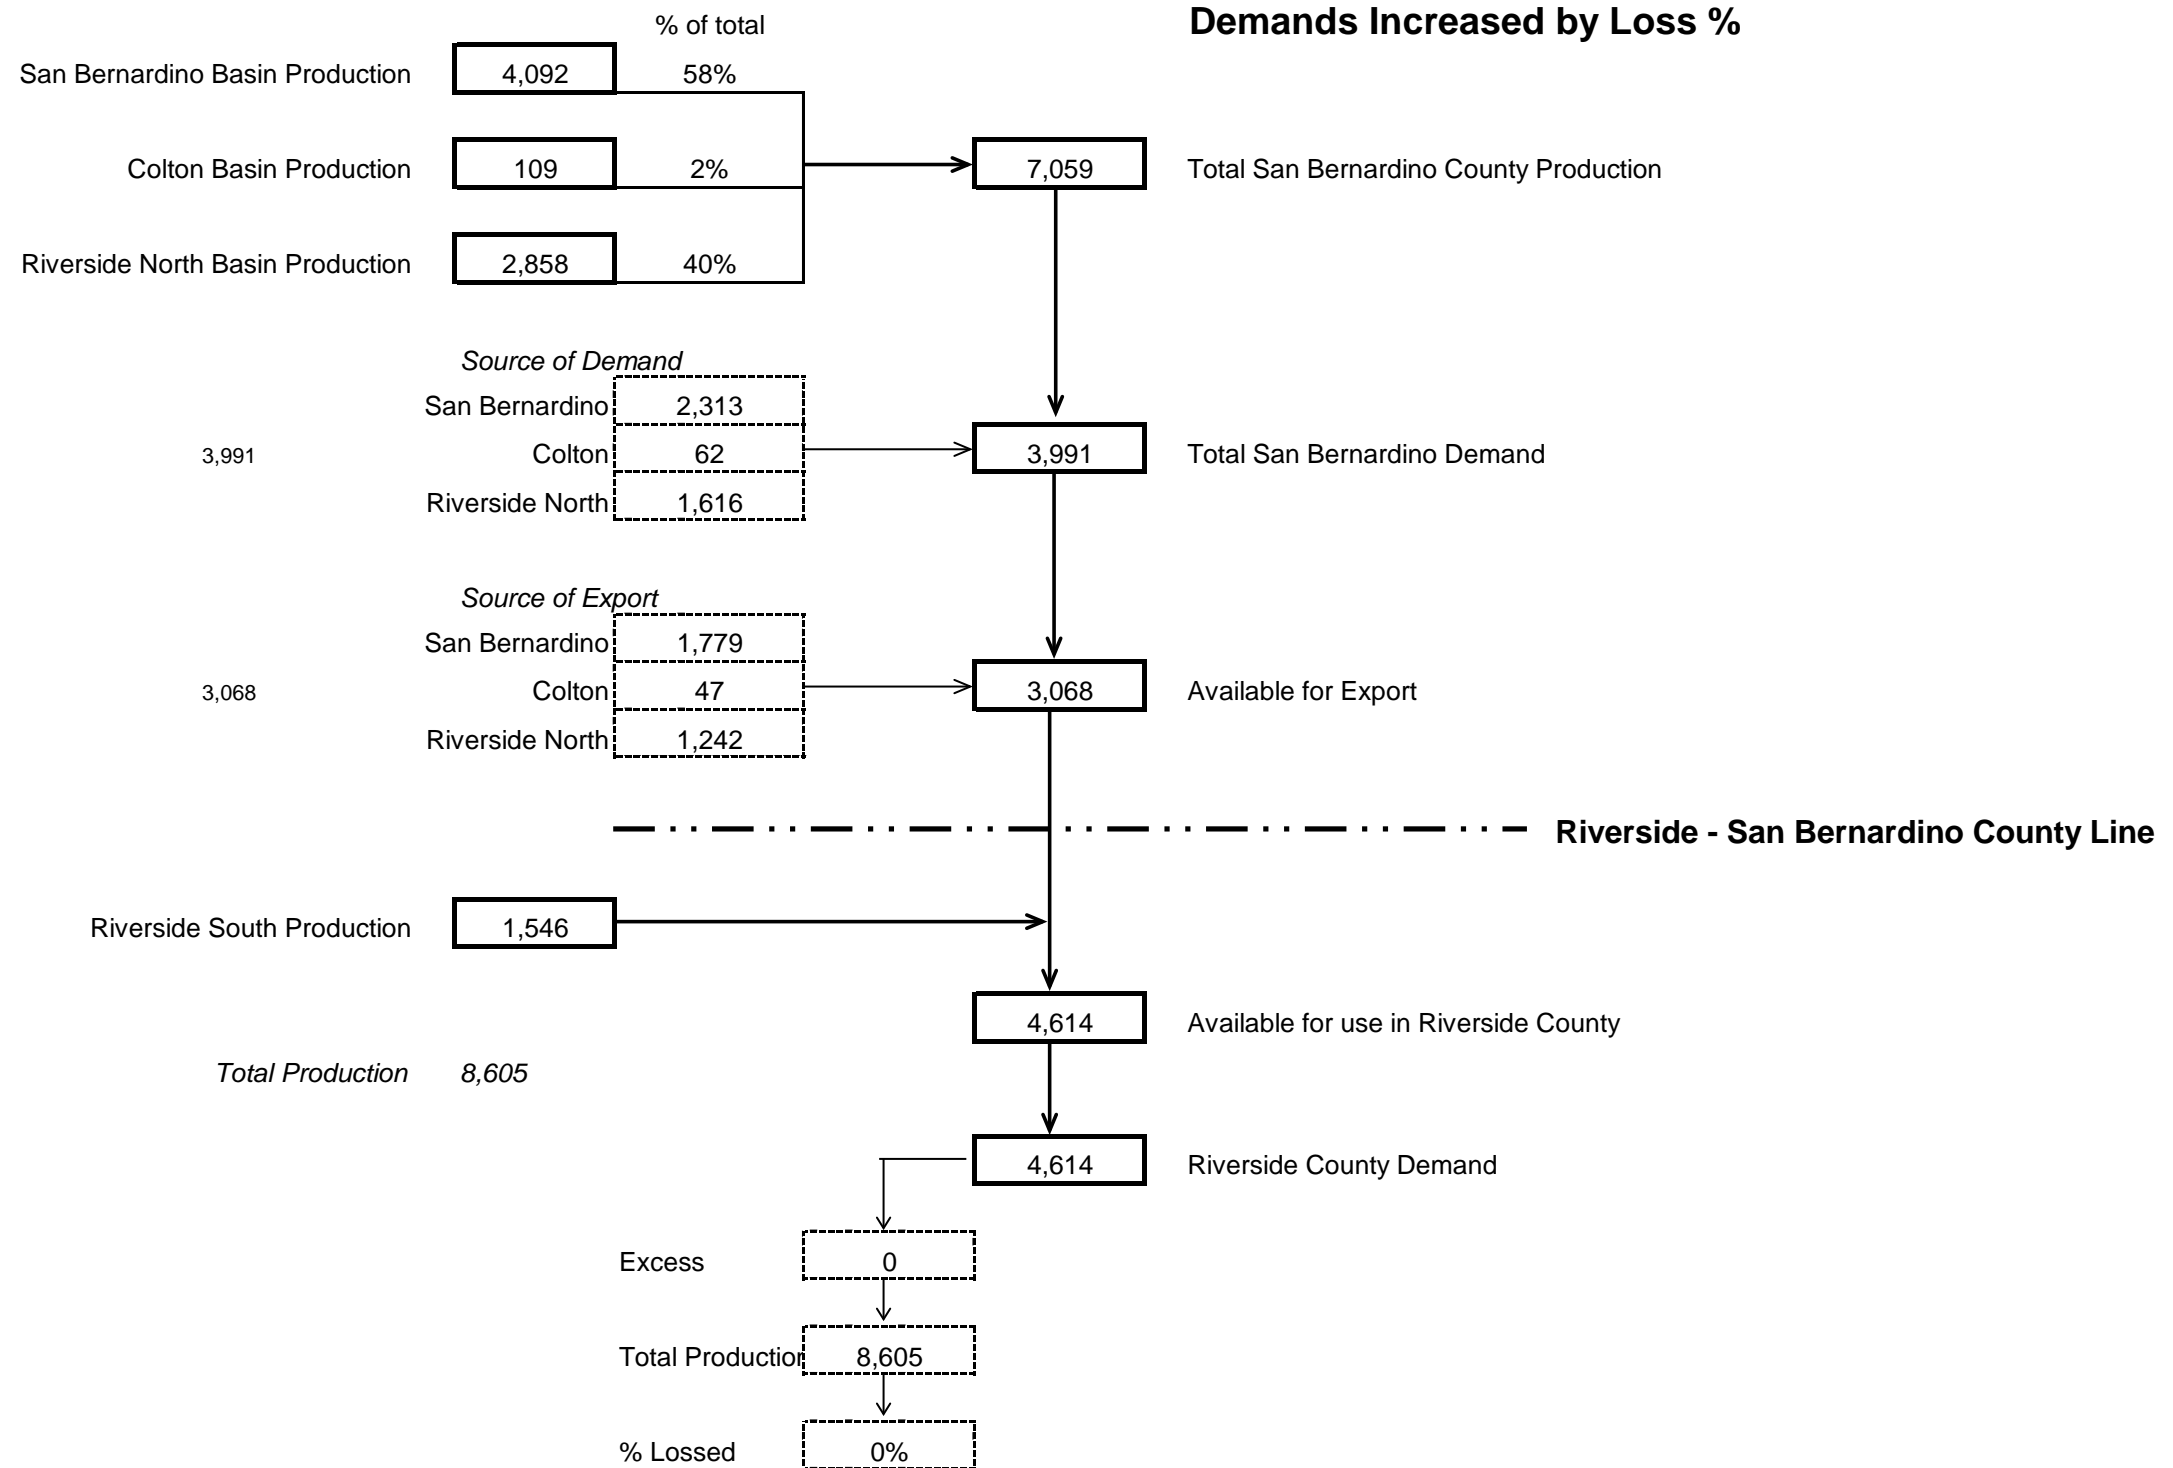 % of total
Demands Increased by Loss %
San Bernardino Basin Production 4,092 58%
Colton Basin Production 109 2% 7,059 Total San Bernardino County Production
Riverside North Basin Production 2,858 40%
Source of Demand
San Bernardino 2,313
3,991 Colton 62 3,991 Total San Bernardino Demand
Riverside North 1,616
Source of Export
San Bernardino 1,779
3,068 Colton 47 3,068 Available for Export
Riverside North 1,242
Riverside - San Bernardino County Line
Riverside South Production 1,546
4,614 Available for use in Riverside County
Total Production 8,605
4,614 Riverside County Demand
Excess 0
Total Production 8,605
% Lossed 0%